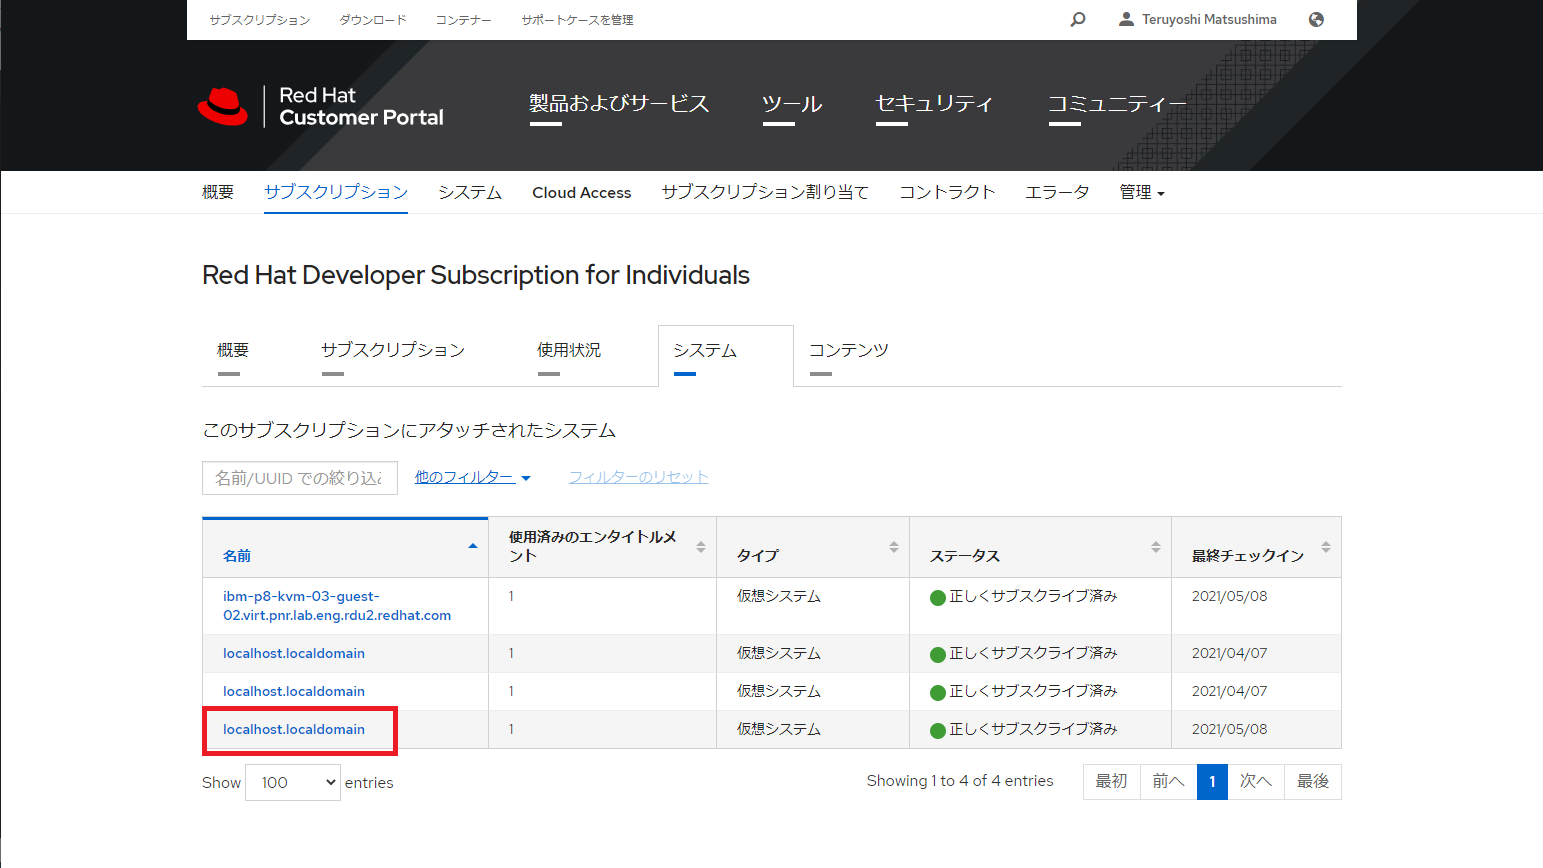 サブスクリプション ダウンロード コンテナー サポートケースを管理 Teruyoshi Matsushima
Red Hat
Customer Portal
製品およびサービス ツール セキュリティ コミュニティー
概要 サブスクリプション システム Cloud Access サブスクリプション割り当て コントラクト エラータ 管理
Red Hat Developer Subscription for Individuals
概要 サブスクリプション 使用状況 システム コンテンツ
このサブスクリプションにアタッチされたシステム
名前/UUID での絞り込 他のフィルター フィルターのリセット
名前 使用済みのエンタイトルメント タイプ ステータス 最終チェックイン
ibm-p8-kvm-03-guest-02.virt.pnr.lab.eng.rdu2.redhat.com 1 仮想システム 正しくサブスクライブ済み 2021/05/08
localhost.localdomain 1 仮想システム 正しくサブスクライブ済み 2021/04/07
localhost.localdomain 1 仮想システム 正しくサブスクライブ済み 2021/04/07
localhost.localdomain 1 仮想システム 正しくサブスクライブ済み 2021/05/08
Show 100 entries Showing 1 to 4 of 4 entries 最初 前へ 1 次へ 最後